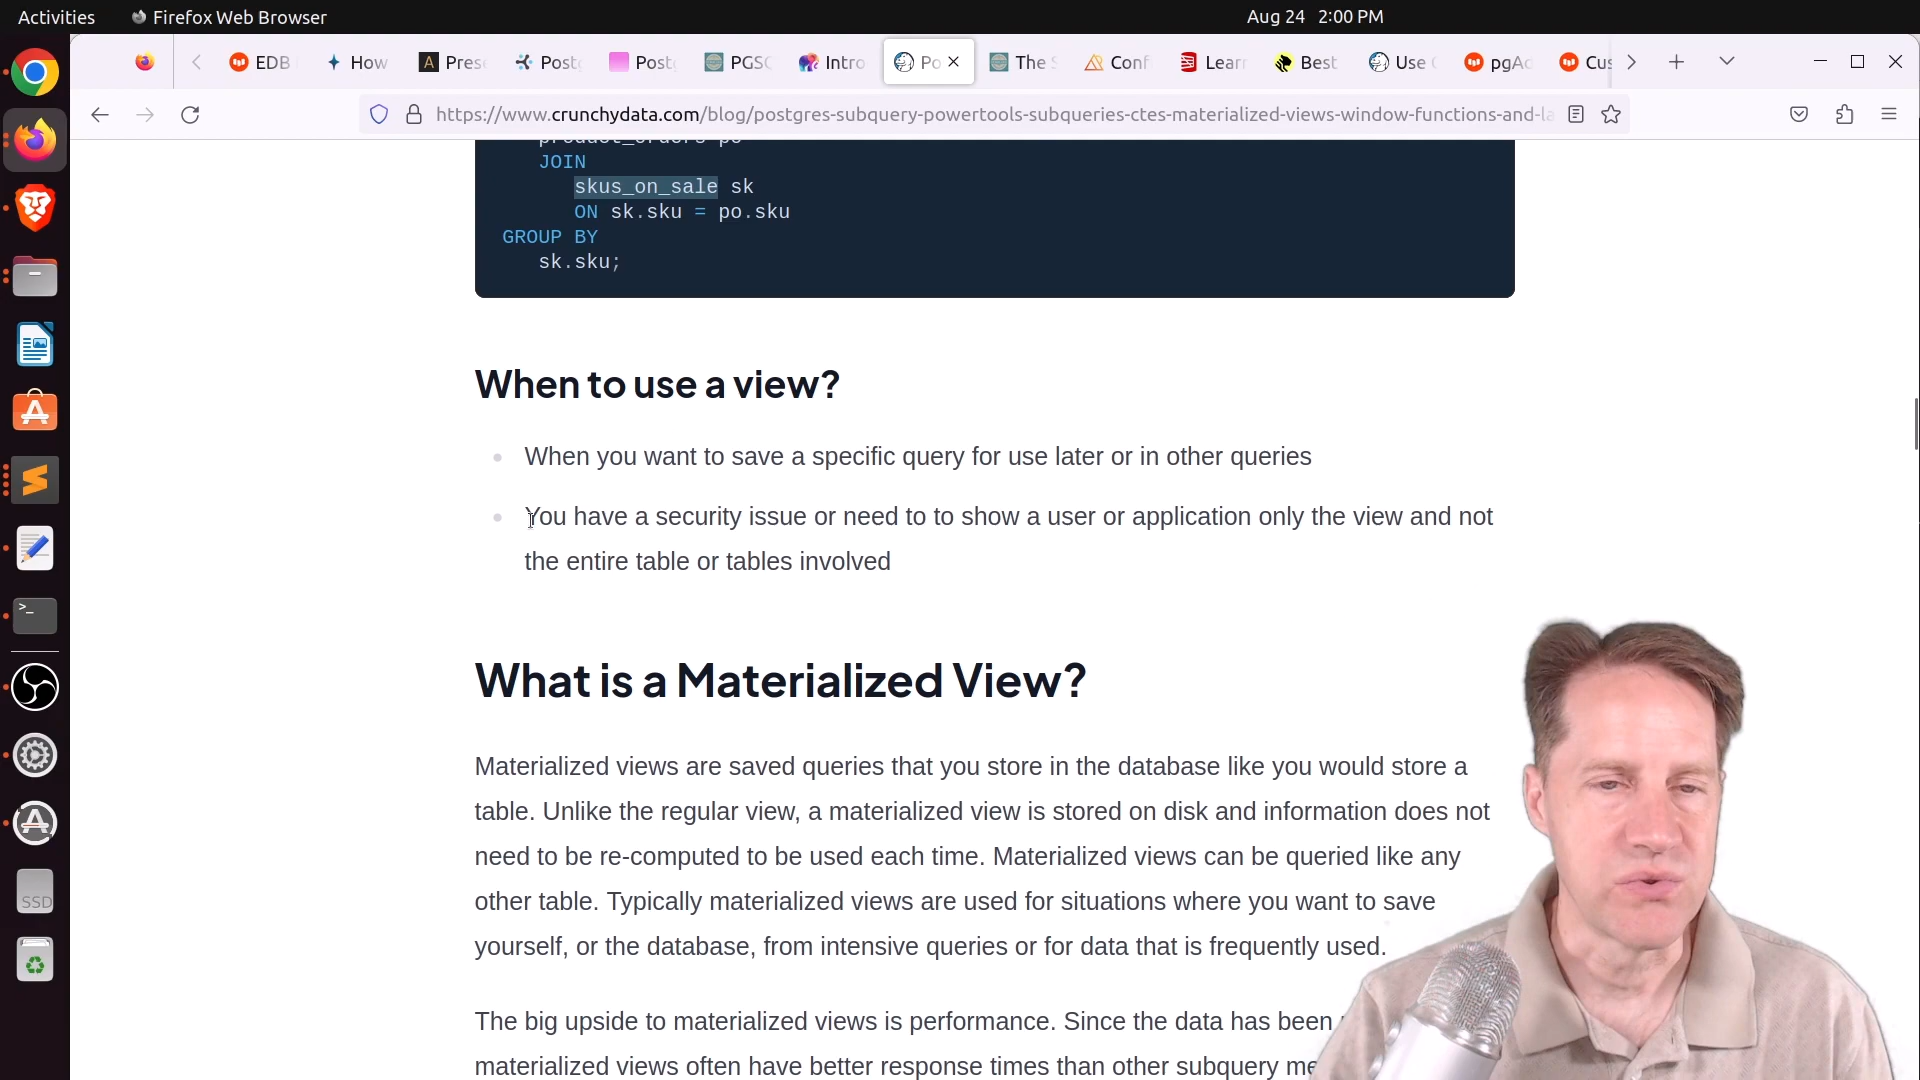 Activities
Firefox Web Browser
Aug 24 2:00 PM
EDB
How
Prese
Postg
Postg
PGSQ
Intro
Po
The S
Conf
Learn
Best
Use
pgAd
Cus
https://www.crunchydata.com/blog/postgres-subquery-powertools-subqueries-ctes-materialized-views-window-functions-and-la
product_orders po
JOIN
skus_on_sale sk
ON sk.sku = po.sku
GROUP BY
sk.sku;
When to use a view?
When you want to save a specific query for use later or in other queries
You have a security issue or need to to show a user or application only the view and not
the entire table or tables involved
What is a Materialized View?
Materialized views are saved queries that you store in the database like you would store a
table. Unlike the regular view, a materialized view is stored on disk and information does not
need to be re-computed to be used each time. Materialized views can be queried like any
other table. Typically materialized views are used for situations where you want to save
yourself, or the database, from intensive queries or for data that is frequently used.
The big upside to materialized views is performance. Since the data has been
materialized views often have better response times than other subquery me
SSD